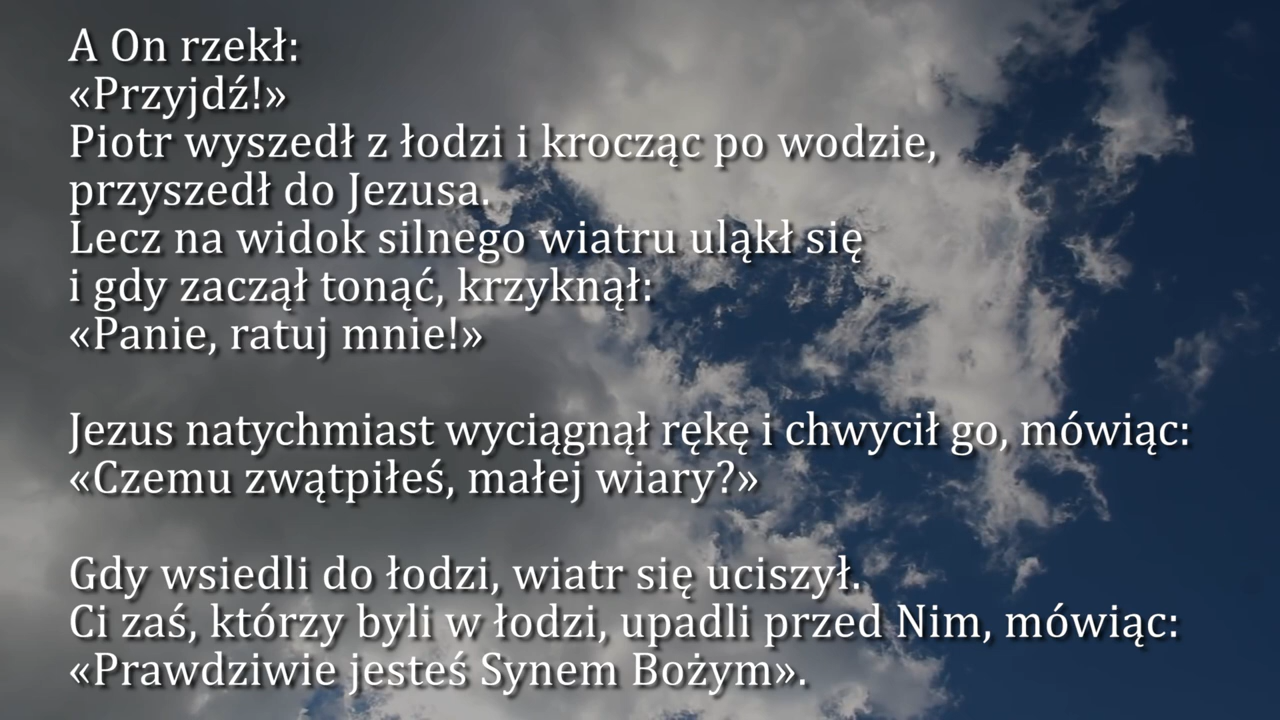 A On rzekł:
«Przyjdź!»
Piotr wyszedł z łodzi i krocząc po wodzie,
przyszedł do Jezusa.
Lecz na widok silnego wiatru uląkł się
i gdy zaczął tonąć, krzyknął:
«Panie, ratuj mnie!»
Jezus natychmiast wyciągnął rękę i chwycił go, mówiąc:
«Czemu zwątpiłeś, małej wiary?»
Gdy wsiedli do łodzi, wiatr się uciszył.
Ci zaś, którzy byli w łodzi, upadli przed Nim, mówiąc:
«Prawdziwie jesteś Synem Bożym».